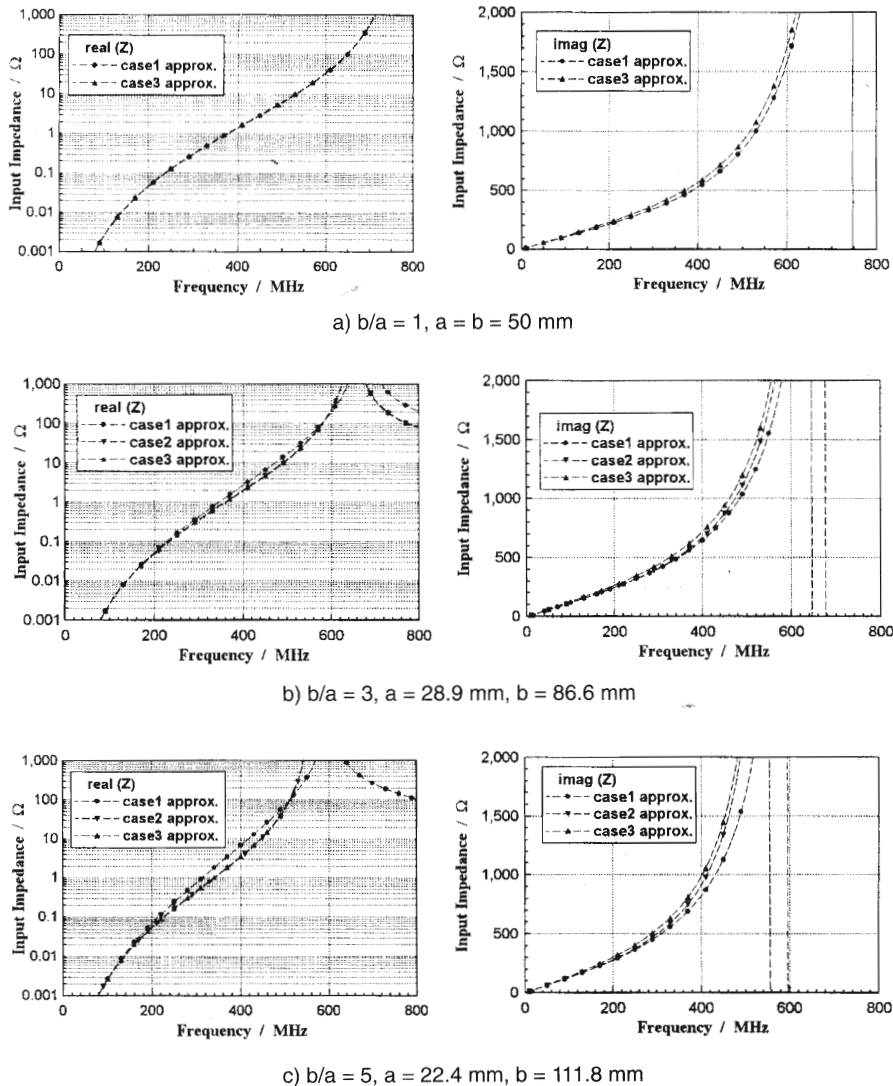 1,000
100
10
1
0.1
0.01
0.001
Input Impedance / Ω
real (Z)
case1 approx.
case3 approx.
0 200 400 600 800
Frequency / MHz
2,000
1,500
1,000
500
0
Input Impedance / Ω
imag (Z)
case1 approx.
case3 approx.
0 200 400 600 800
Frequency / MHz
a) b/a = 1, a = b = 50 mm
1,000
100
10
1
0.1
0.01
0.001
Input Impedance / Ω
real (Z)
case1 approx.
case2 approx.
case3 approx.
0 200 400 600 800
Frequency / MHz
2,000
1,500
1,000
500
0
Input Impedance / Ω
imag (Z)
case1 approx.
case2 approx.
case3 approx.
0 200 400 600 800
Frequency / MHz
b) b/a = 3, a = 28.9 mm, b = 86.6 mm
1,000
100
10
1
0.1
0.01
0.001
Input Impedance / Ω
real (Z)
case1 approx.
case2 approx.
case3 approx.
0 200 400 600 800
Frequency / MHz
2,000
1,500
1,000
500
0
Input Impedance / Ω
imag (Z)
case1 approx.
case2 approx.
case3 approx.
0 200 400 600 800
Frequency / MHz
c) b/a = 5, a = 22.4 mm, b = 111.8 mm